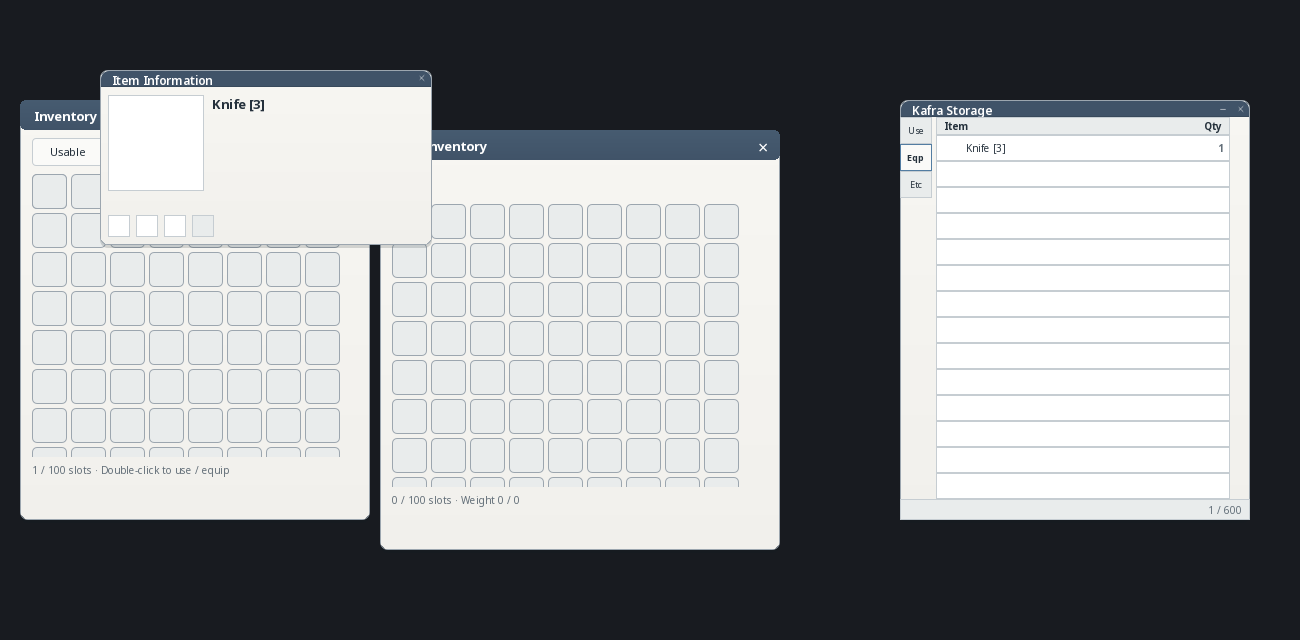 Item Information
×
Knife [3]
Inventory
Usable
1 / 100 slots · Double-click to use / equip
nventory
×
0 / 100 slots · Weight 0 / 0
Kafra Storage
– ×
Use
Eqp
Etc
Item Qty
Knife [3] 1
1 / 600